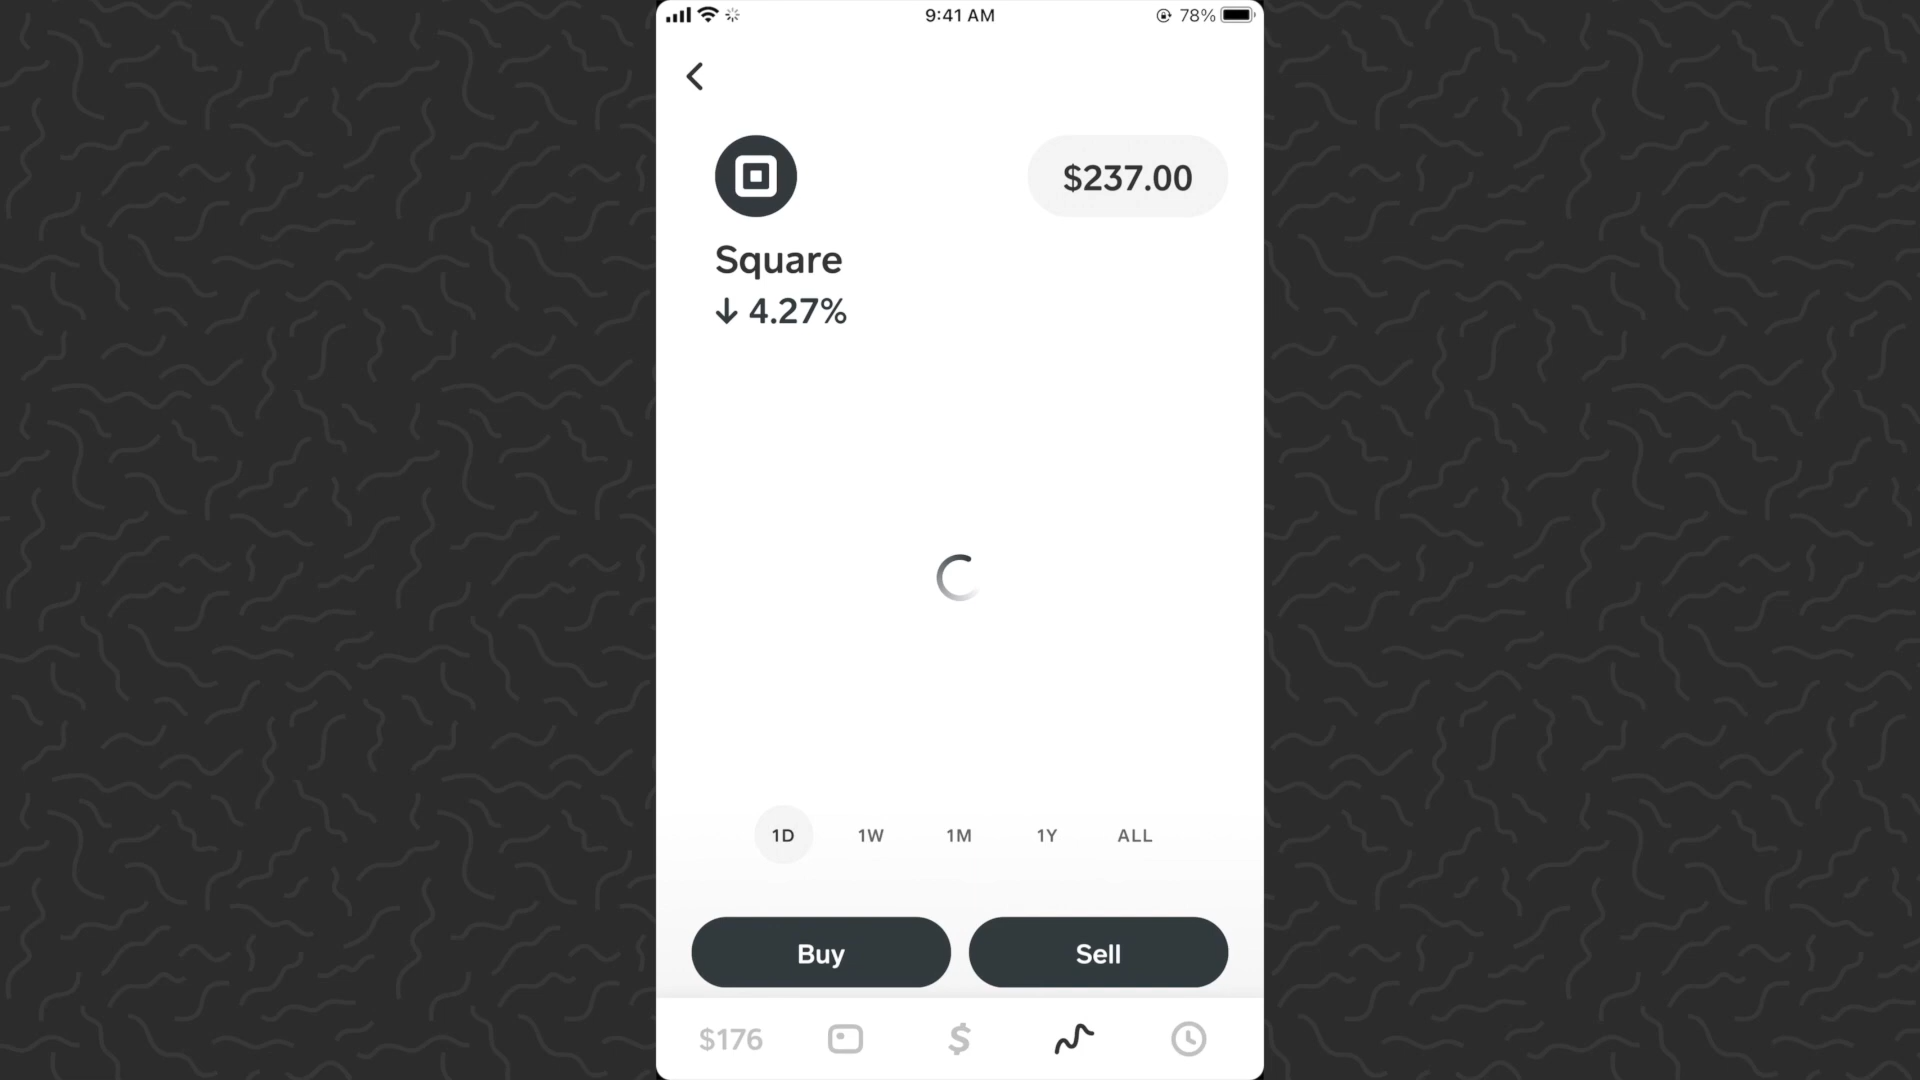 9:41 AM
78%
$237.00
Square
↓ 4.27%
1D 1W 1M 1Y ALL
Buy Sell
$176 $